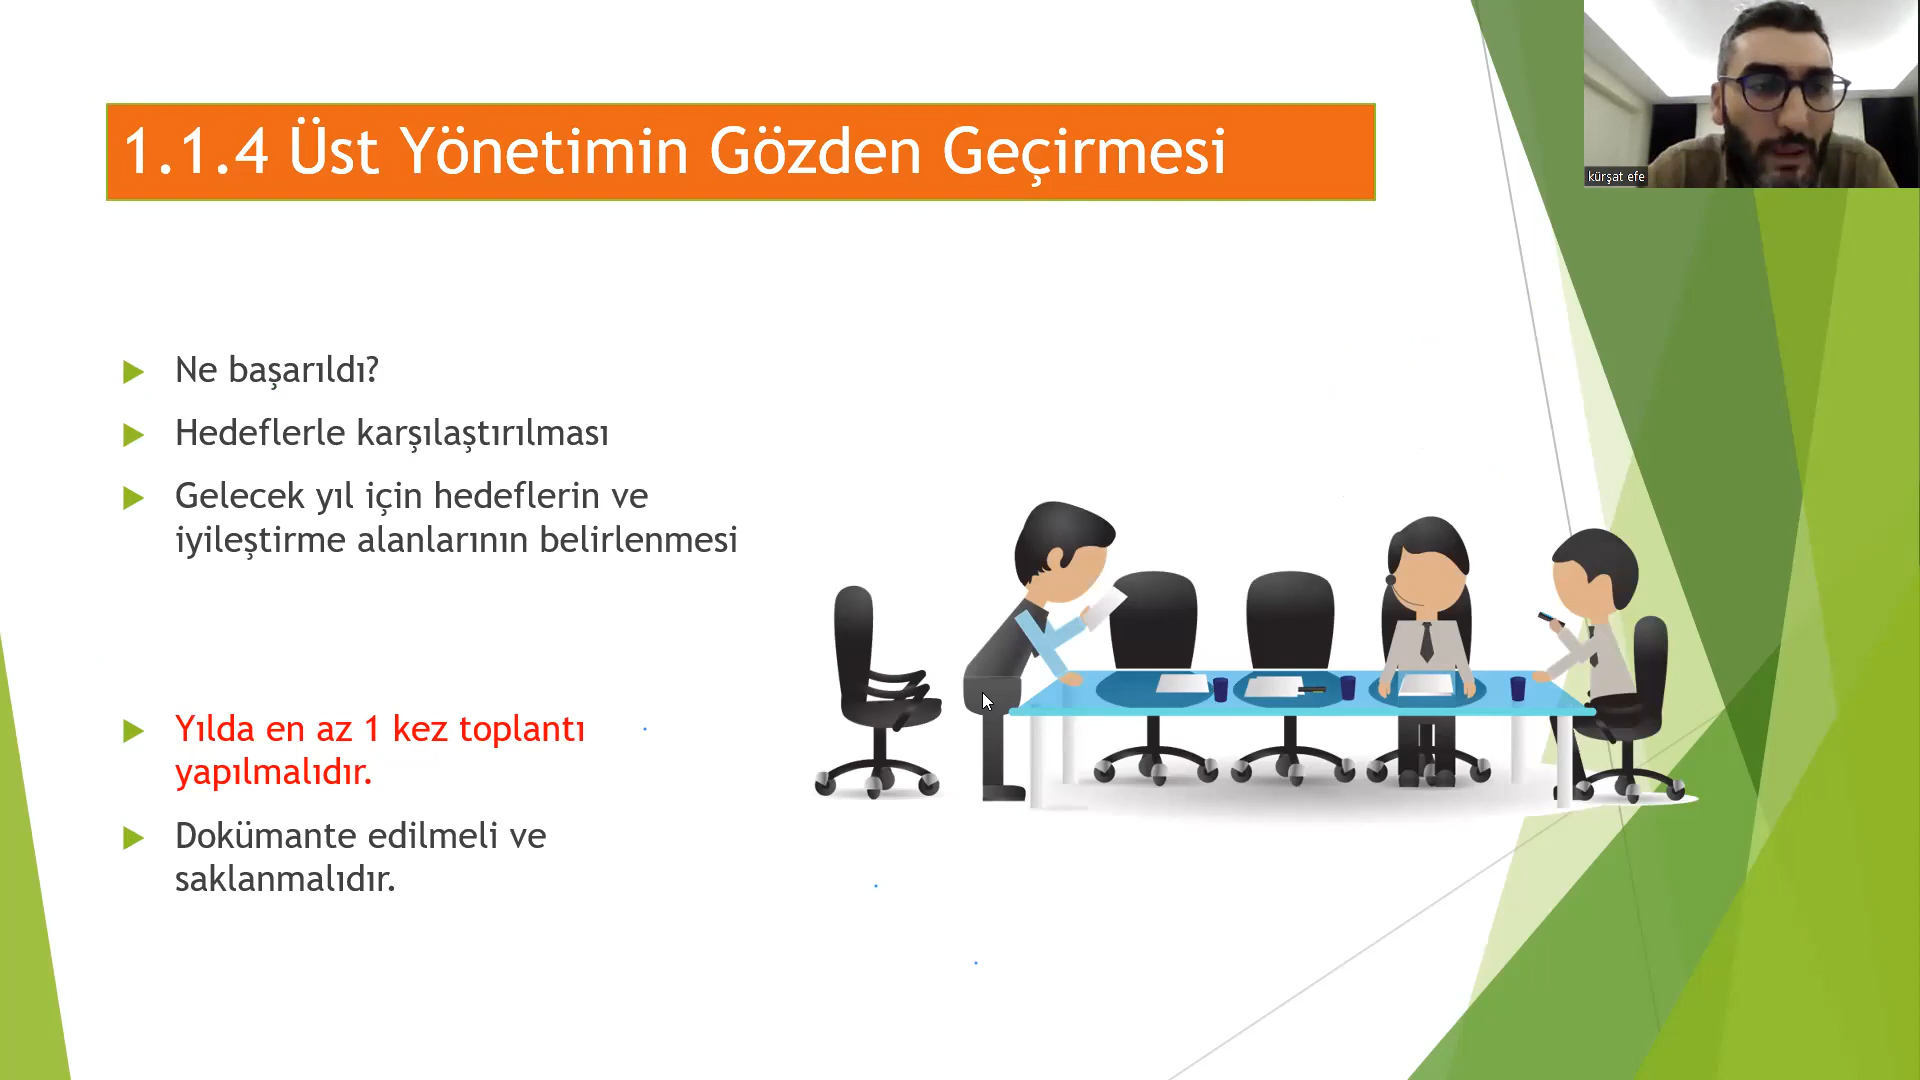 1.1.4 Üst Yönetimin Gözden Geçirmesi
kürşat efe
Ne başarıldı?
Hedeflerle karşılaştırılması
Gelecek yıl için hedeflerin ve
iyileştirme alanlarının belirlenmesi
Yılda en az 1 kez toplantı
yapılmalıdır.
Dokümante edilmeli ve
saklanmalıdır.